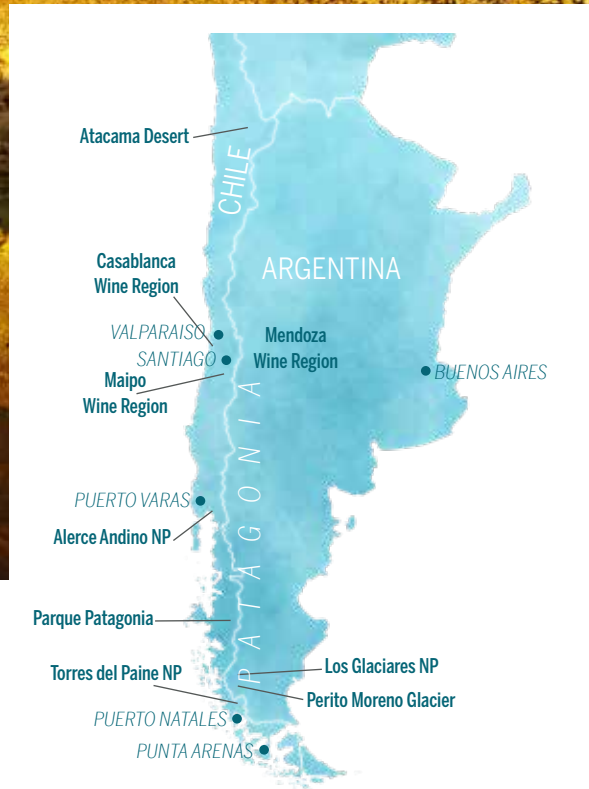 Atacama Desert
CHILE
ARGENTINA
Casablanca
Wine Region
VALPARAISO
Mendoza
Wine Region
SANTIAGO
Maipo
Wine Region
BUENOS AIRES
PATAGONIA
PUERTO VARAS
Alerce Andino NP
Parque Patagonia
Los Glaciares NP
Torres del Paine NP
Perito Moreno Glacier
PUERTO NATALES
PUNTA ARENAS